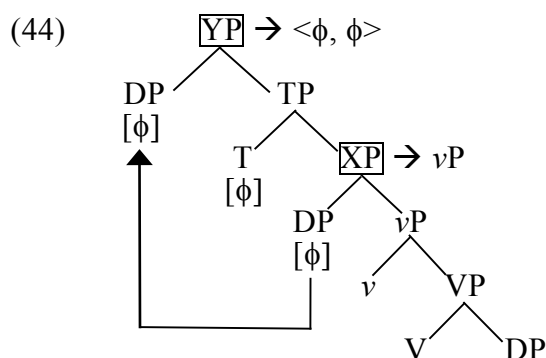 (44) YP → <ϕ, ϕ>
DP TP
[ϕ]
T XP → vP
[ϕ]
DP vP
[ϕ]
v VP
V DP